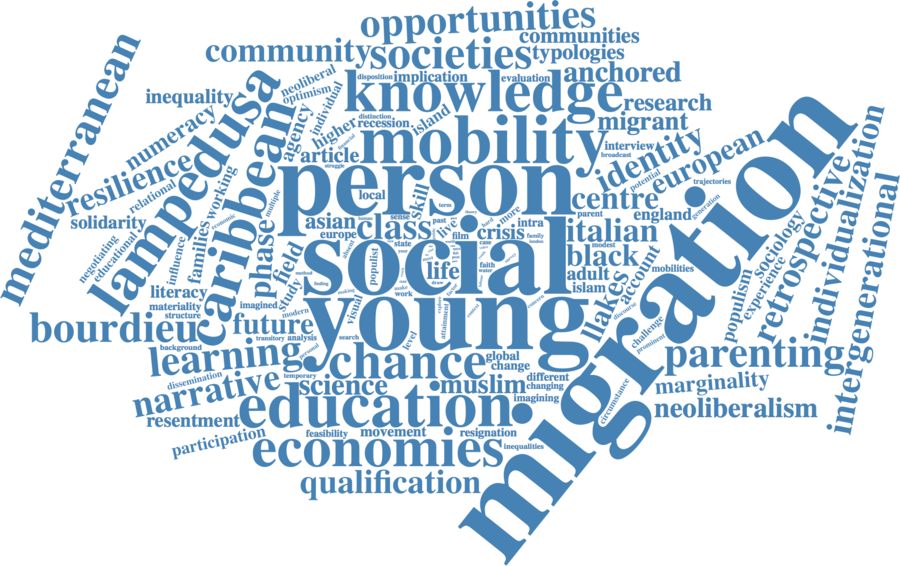 opportunities
communities
community
societies
typologies
disposition
implication
evaluation
anchored
neoliberal
optimism
inequality
knowledge
research
mediterranean
numeracy
lampedusa
individual
distinction
recession
island
migrant
higher
agency
article
struggle
mobility
interview
broadcast
resilience
relational
caribbean
working
multiple
person
identity
potential
european
trajectories
generation
local
skill
term
centre
parent
england
solidarity
negotiating
educational
influence
families
economic
phase
asian
europe
class
sense
state
past
live
film
more
crisis
case
intra
family
italian
social
black
modest
field
study
populist
life
faith
water
draw
adult
islam
mobilities
account
llakes
migration
sociology
experience
populism
retrospective
individualization
intergenerational
literacy
materiality
structure
imagined
method
finding
modern
visual
make
work
young
bourdieu
background
future
transitory
analysis
search
level
attainment
concern
discourse
challenge
prominent
learning
personal
chance
global
change
parenting
dissemination
temporary
science
muslim
different
changing
imagining
marginality
circumstance
narrative
resentment
education
neoliberalism
participation
feasibility
movement
resignation
inequalities
economies
qualification